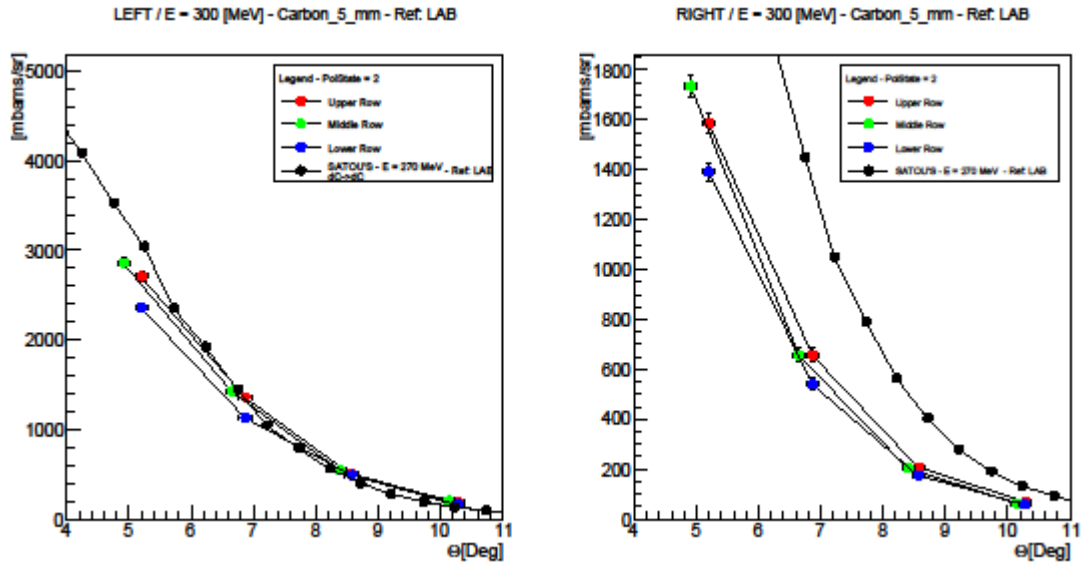 LEFT / E = 300 [MeV] - Carbon_5_mm - Ref: LAB
[mbarns/sr]
5000
4000
3000
2000
1000
0
4 5 6 7 8 9 10 11
Θ[Deg]
Legend - PolState = 2
Upper Row
Middle Row
Lower Row
SATOU'S - E = 270 MeV - Ref: LAB
dC->dC
RIGHT / E = 300 [MeV] - Carbon_5_mm - Ref: LAB
[mbarns/sr]
1800
1600
1400
1200
1000
800
600
400
200
0
4 5 6 7 8 9 10 11
Θ[Deg]
Legend - PolState = 2
Upper Row
Middle Row
Lower Row
SATOU'S - E = 270 MeV - Ref: LAB